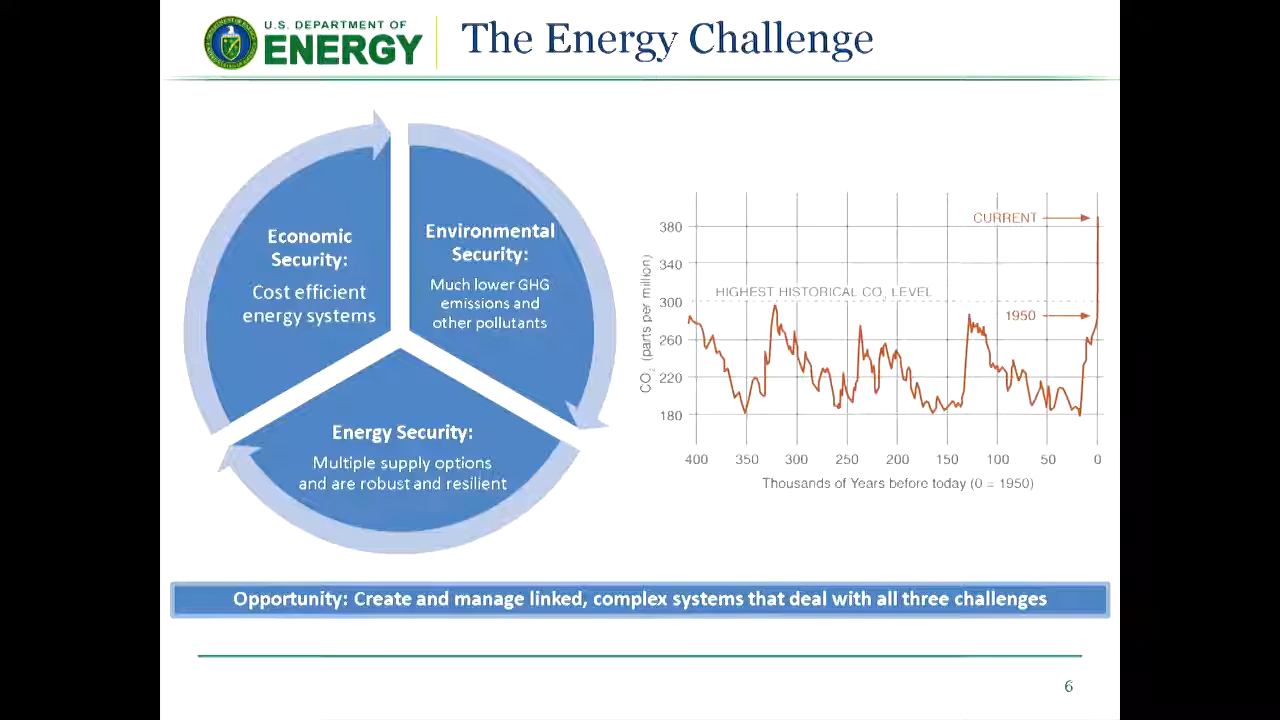 U.S. DEPARTMENT OF
ENERGY
The Energy Challenge
Economic
Security:
Cost efficient
energy systems
Environmental
Security:
Much lower GHG
emissions and
other pollutants
Energy Security:
Multiple supply options
and are robust and resilient
CO₂ (parts per million)
380
340
300
260
220
180
CURRENT
HIGHEST HISTORICAL CO₂ LEVEL
1950
400 350 300 250 200 150 100 50 0
Thousands of Years before today (0 = 1950)
Opportunity: Create and manage linked, complex systems that deal with all three challenges
6